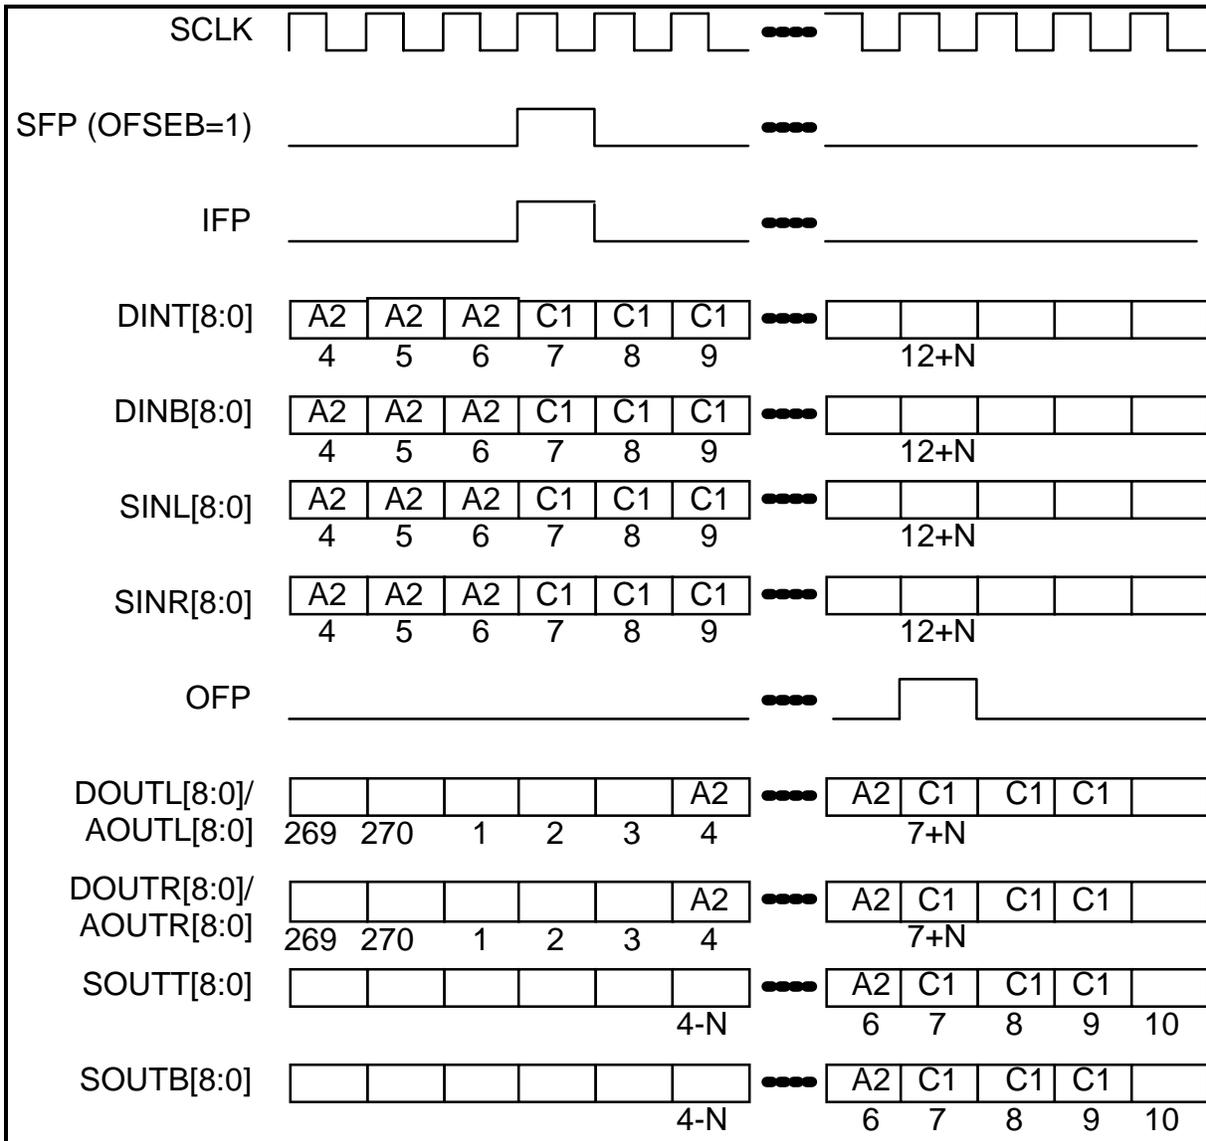 SCLK
SFP (OFSEB=1)
IFP
DINT[8:0] A2 A2 A2 C1 C1 C1
4 5 6 7 8 9 12+N
DINB[8:0] A2 A2 A2 C1 C1 C1
4 5 6 7 8 9 12+N
SINL[8:0] A2 A2 A2 C1 C1 C1
4 5 6 7 8 9 12+N
SINR[8:0] A2 A2 A2 C1 C1 C1
4 5 6 7 8 9 12+N
OFP
DOUTL[8:0]/ A2 A2 C1 C1 C1
AOUTL[8:0] 269 270 1 2 3 4 7+N
DOUTR[8:0]/ A2 A2 C1 C1 C1
AOUTR[8:0] 269 270 1 2 3 4 7+N
SOUTT[8:0] A2 C1 C1 C1
4-N 6 7 8 9 10
SOUTB[8:0] A2 C1 C1 C1
4-N 6 7 8 9 10